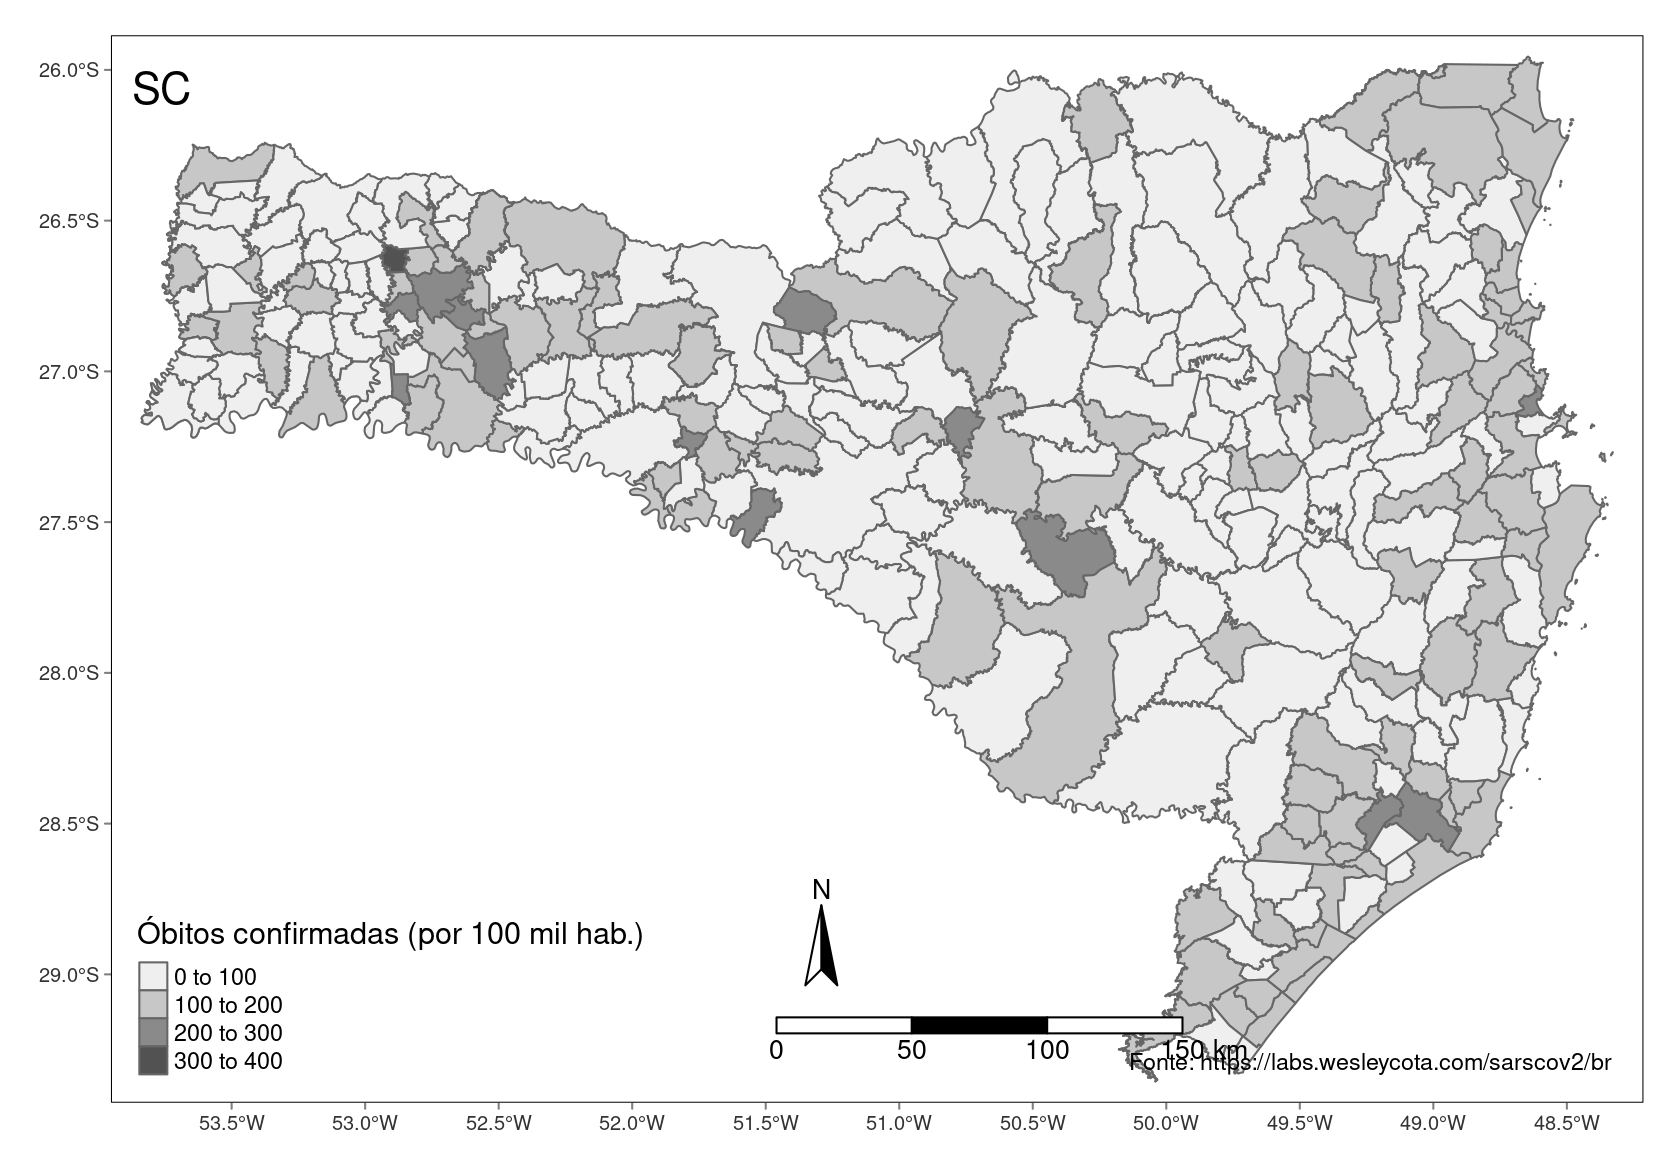 SC
26.0°S
26.5°S
27.0°S
27.5°S
28.0°S
28.5°S
29.0°S
N
Óbitos confirmadas (por 100 mil hab.)
0 to 100
100 to 200
200 to 300
300 to 400
0 50 100 150 km
Fonte: https://labs.wesleycota.com/sarscov2/br
53.5°W 53.0°W 52.5°W 52.0°W 51.5°W 51.0°W 50.5°W 50.0°W 49.5°W 49.0°W 48.5°W